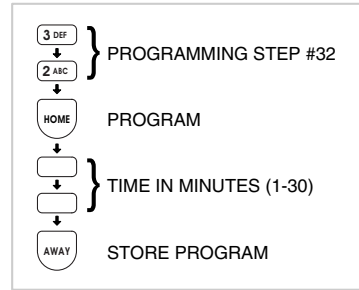 3 DEF
2 ABC
PROGRAMMING STEP #32
HOME
PROGRAM
TIME IN MINUTES (1-30)
AWAY
STORE PROGRAM